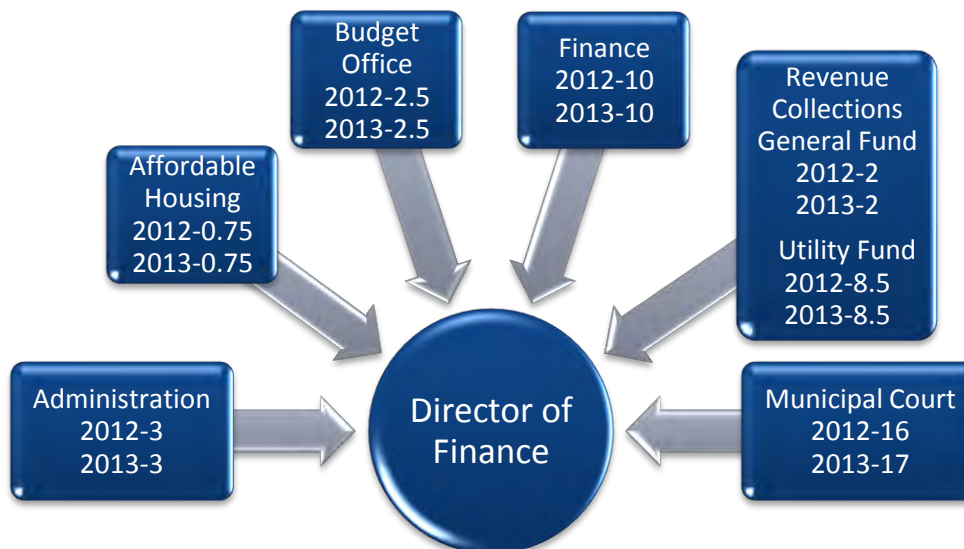 Budget
Office
2012-2.5
2013-2.5
Finance
2012-10
2013-10
Revenue
Collections
General Fund
2012-2
2013-2
Utility Fund
2012-8.5
2013-8.5
Affordable
Housing
2012-0.75
2013-0.75
Administration
2012-3
2013-3
Director of
Finance
Municipal Court
2012-16
2013-17